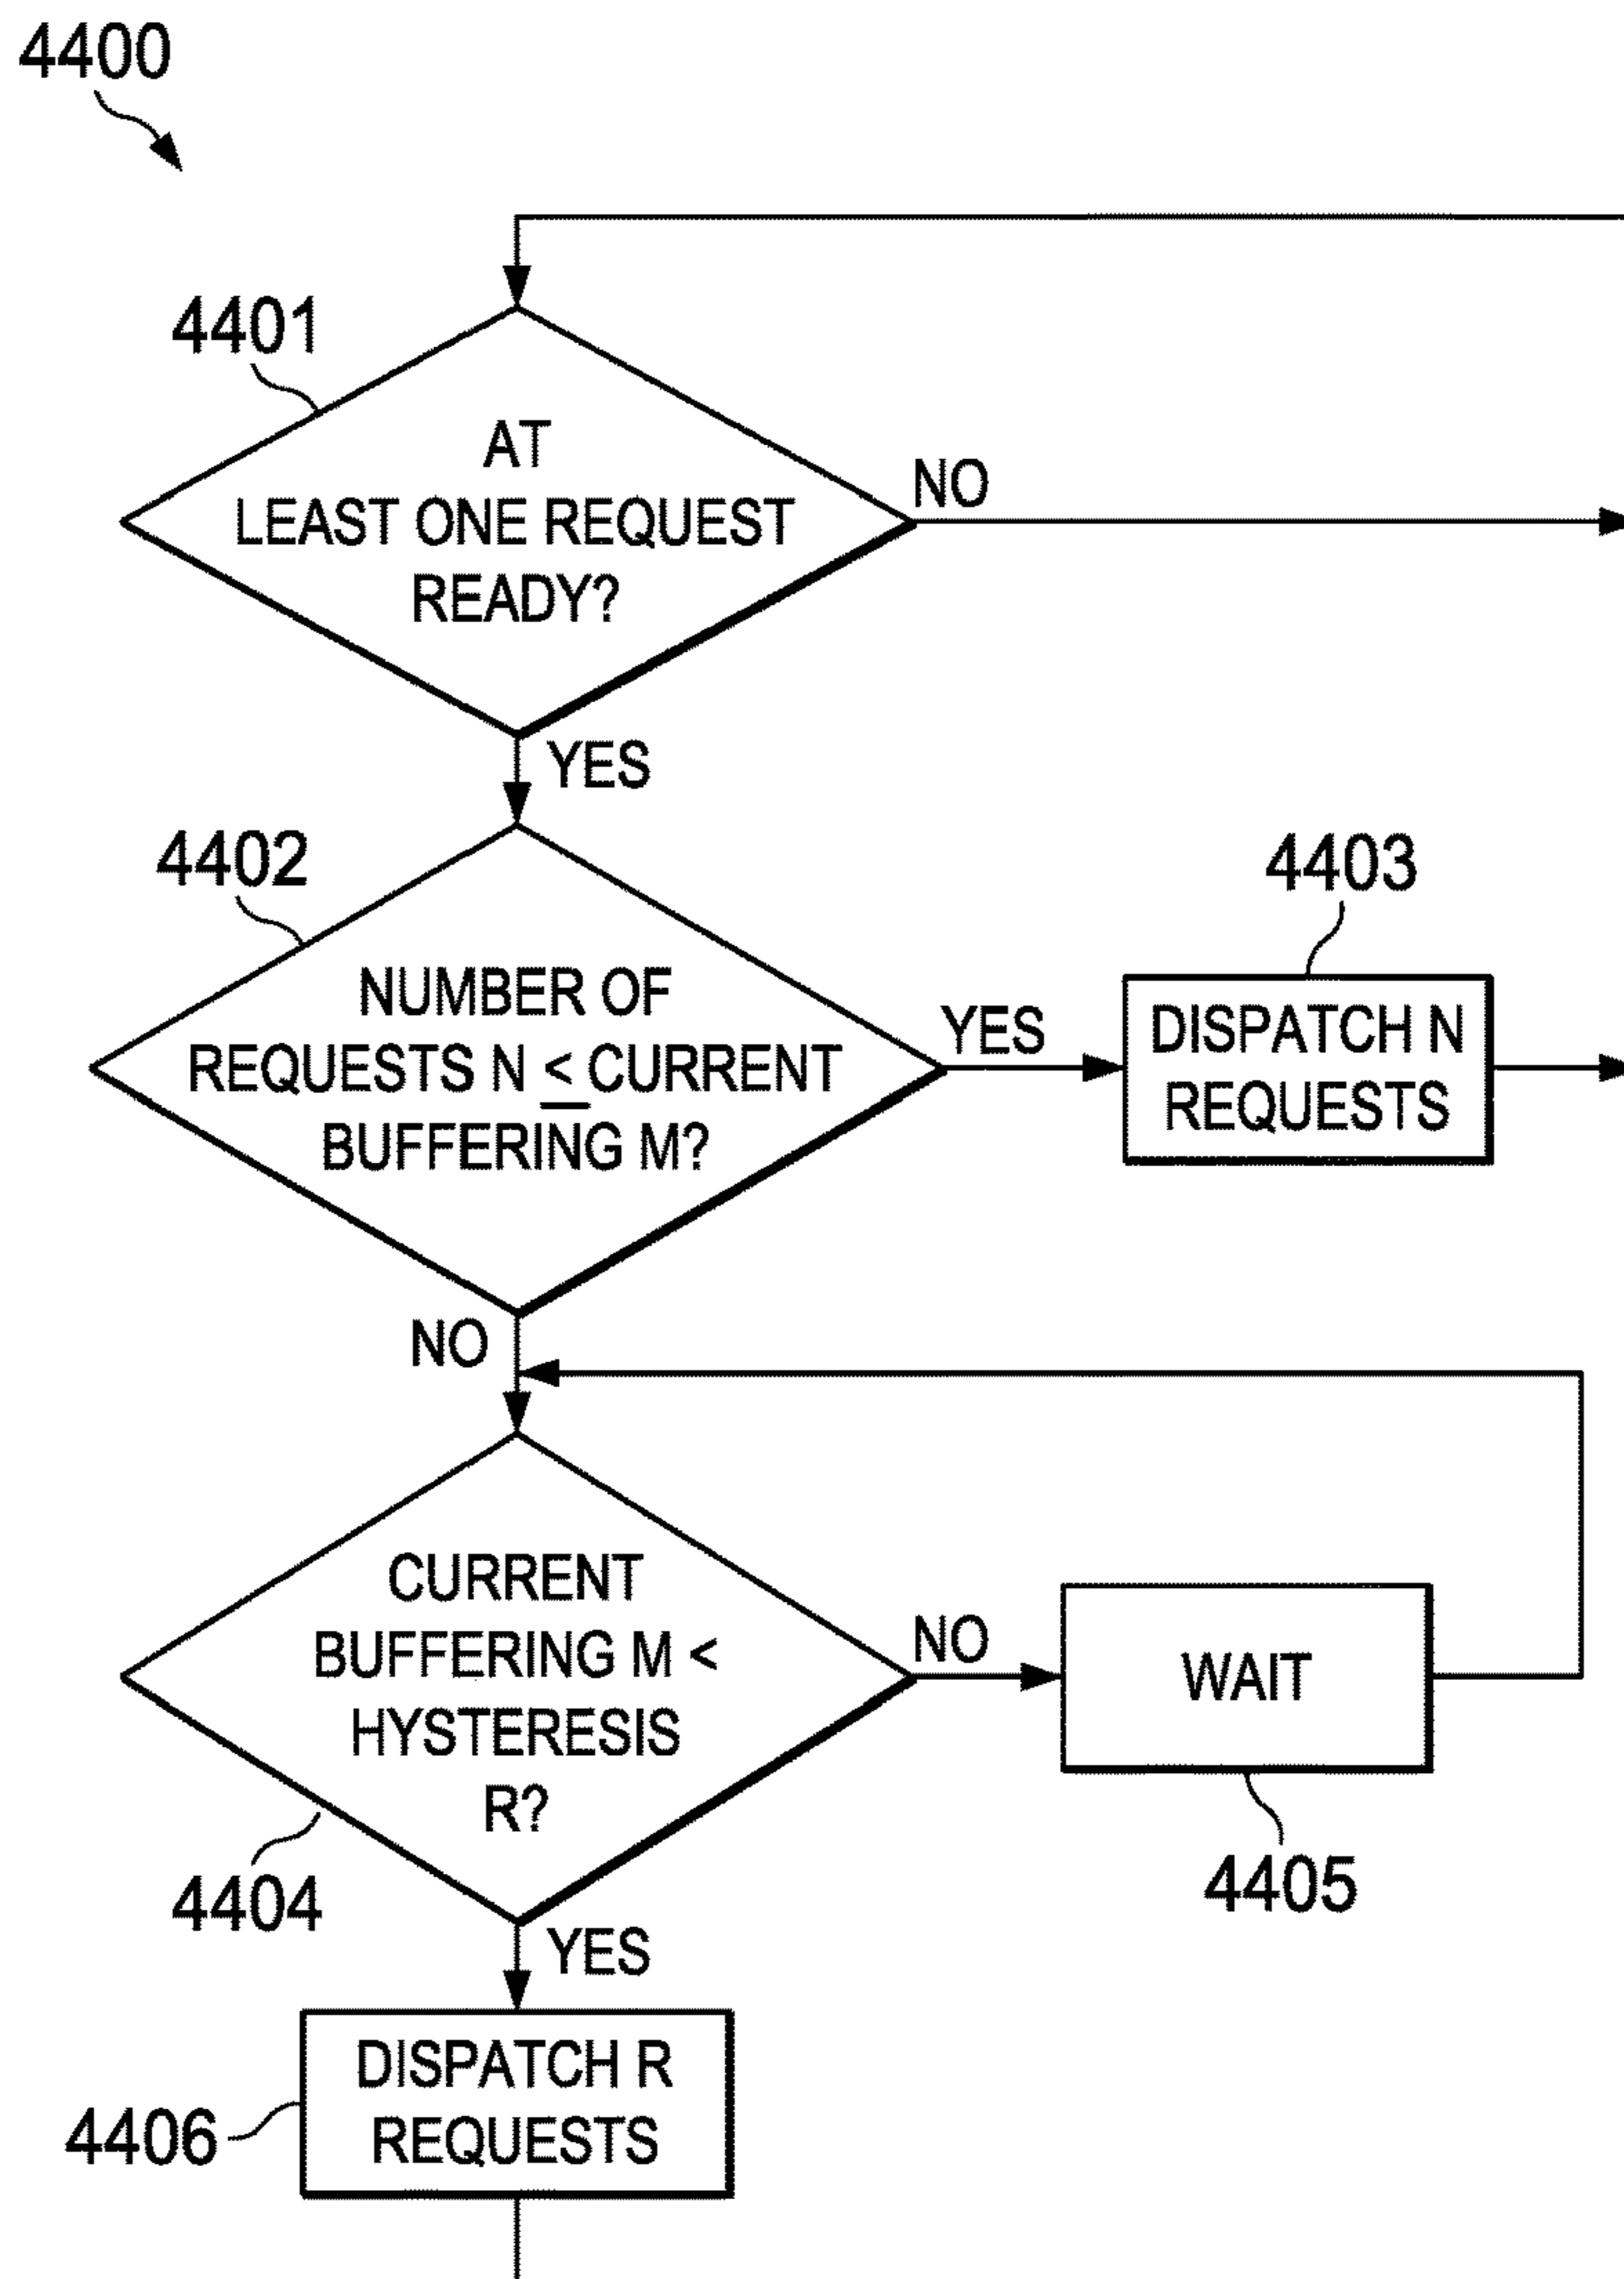 4400
4401
AT
LEAST ONE REQUEST
READY?
NO
YES
4402
NUMBER OF
REQUESTS N ≤ CURRENT
BUFFERING M?
YES
4403
DISPATCH N
REQUESTS
NO
CURRENT
BUFFERING M <
HYSTERESIS
R?
NO
WAIT
4404
4405
YES
DISPATCH R
REQUESTS
4406